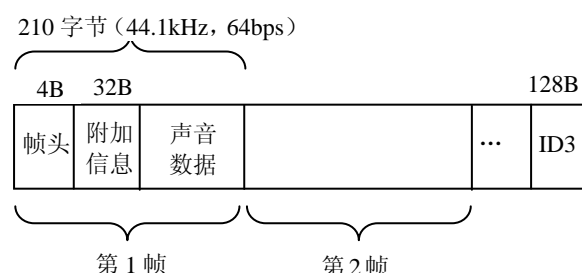 210 字节（44.1kHz，64bps）
4B 32B 128B
帧头 附加信息 声音数据 … ID3
第 1 帧 第 2 帧